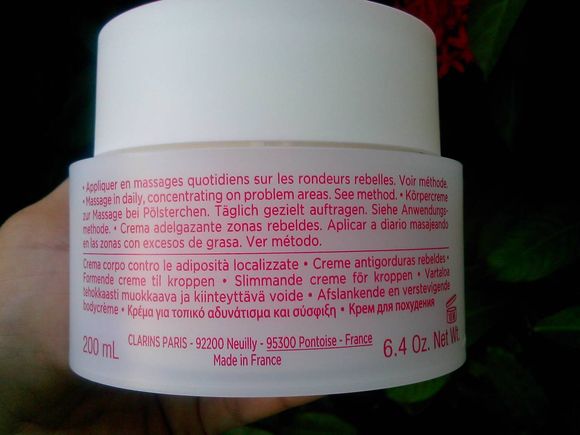 • Appliquer en massages quotidiens sur les rondeurs rebelles. Voir méthode.
• Massage in daily, concentrating on problem areas. See method. • Körpercreme
zur Massage bei Pölsterchen. Täglich gezielt auftragen. Siehe Anwendungs-
methode. • Crema adelgazante zonas rebeldes. Aplicar a diario masajeando
en las zonas con excesos de grasa. Ver método.
Crema corpo contro le adiposità localizzate • Creme antigorduras rebeldes •
Formende creme til kroppen • Slimmande creme för kroppen • Vartaloa
tehokkaasti muokkaava ja kiinteyttävä voide • Afslankende en verstevigende
bodycrème • Κρέμα για τοπικό αδυνάτισμα και σύσφιξη • Крем для похудения
200 mL
CLARINS PARIS - 92200 Neuilly - 95300 Pontoise - France
Made in France
6.4 Oz. Net Wt.